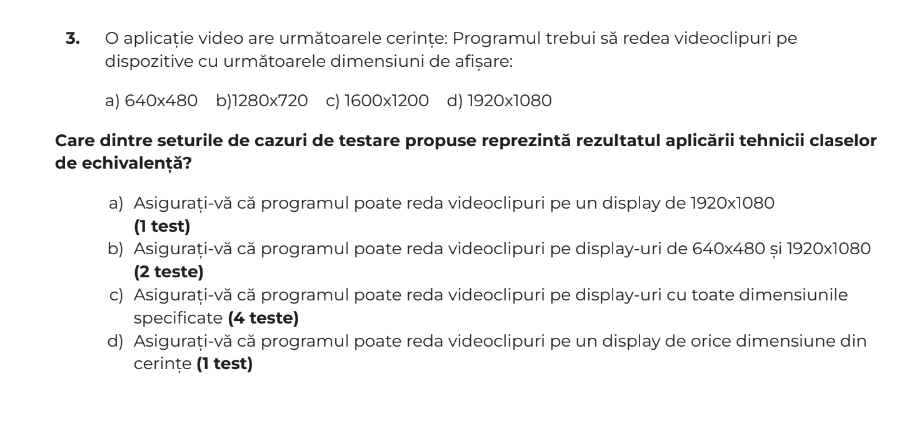 3. O aplicație video are următoarele cerințe: Programul trebui să redea videoclipuri pe
dispozitive cu următoarele dimensiuni de afișare:
a) 640x480 b)1280x720 c) 1600x1200 d) 1920x1080
Care dintre seturile de cazuri de testare propuse reprezintă rezultatul aplicării tehnicii claselor
de echivalență?
a) Asigurați-vă că programul poate reda videoclipuri pe un display de 1920x1080
(1 test)
b) Asigurați-vă că programul poate reda videoclipuri pe display-uri de 640x480 și 1920x1080
(2 teste)
c) Asigurați-vă că programul poate reda videoclipuri pe display-uri cu toate dimensiunile
specificate (4 teste)
d) Asigurați-vă că programul poate reda videoclipuri pe un display de orice dimensiune din
cerințe (1 test)